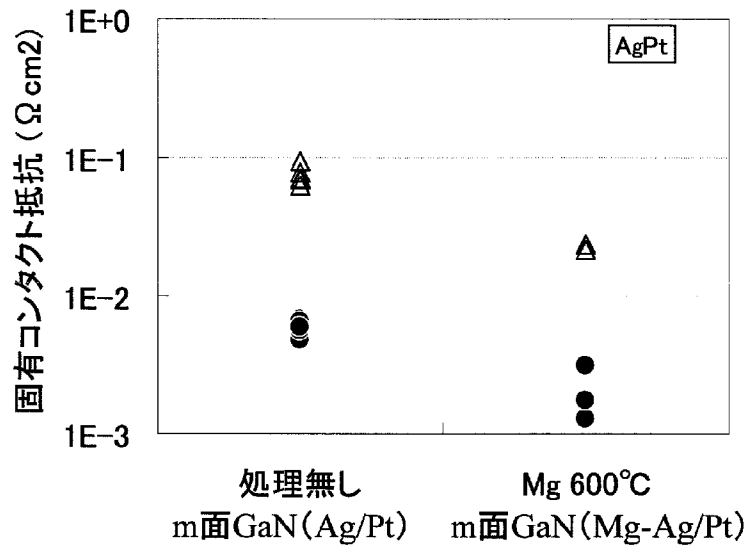 固有コンタクト抵抗(Ωcm2)
1E+0
1E-1
1E-2
1E-3
AgPt
処理無し
m面GaN(Ag/Pt)
Mg 600℃
m面GaN(Mg-Ag/Pt)